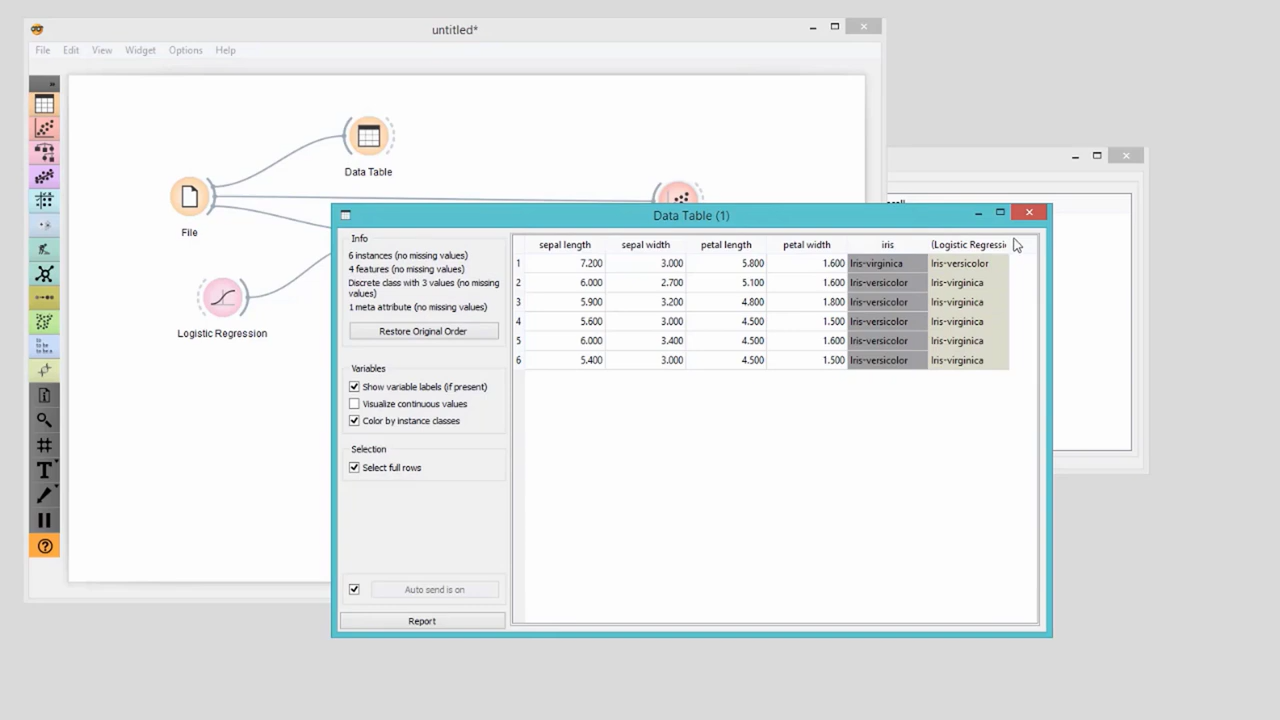 untitled*
File Edit View Widget Options Help
Data Table
File
Logistic Regression
Data Table (1)
Info
6 instances (no missing values)
4 features (no missing values)
Discrete class with 3 values (no missing
values)
1 meta attribute (no missing values)
Restore Original Order
Variables
Show variable labels (if present)
Visualize continuous values
Color by instance classes
Selection
Select full rows
Auto send is on
Report
sepal length sepal width petal length petal width iris (Logistic Regressi
1 7.200 3.000 5.800 1.600 Iris-virginica Iris-versicolor
2 6.000 2.700 5.100 1.600 Iris-versicolor Iris-virginica
3 5.900 3.200 4.800 1.800 Iris-versicolor Iris-virginica
4 5.600 3.000 4.500 1.500 Iris-versicolor Iris-virginica
5 6.000 3.400 4.500 1.600 Iris-versicolor Iris-virginica
6 5.400 3.000 4.500 1.500 Iris-versicolor Iris-virginica